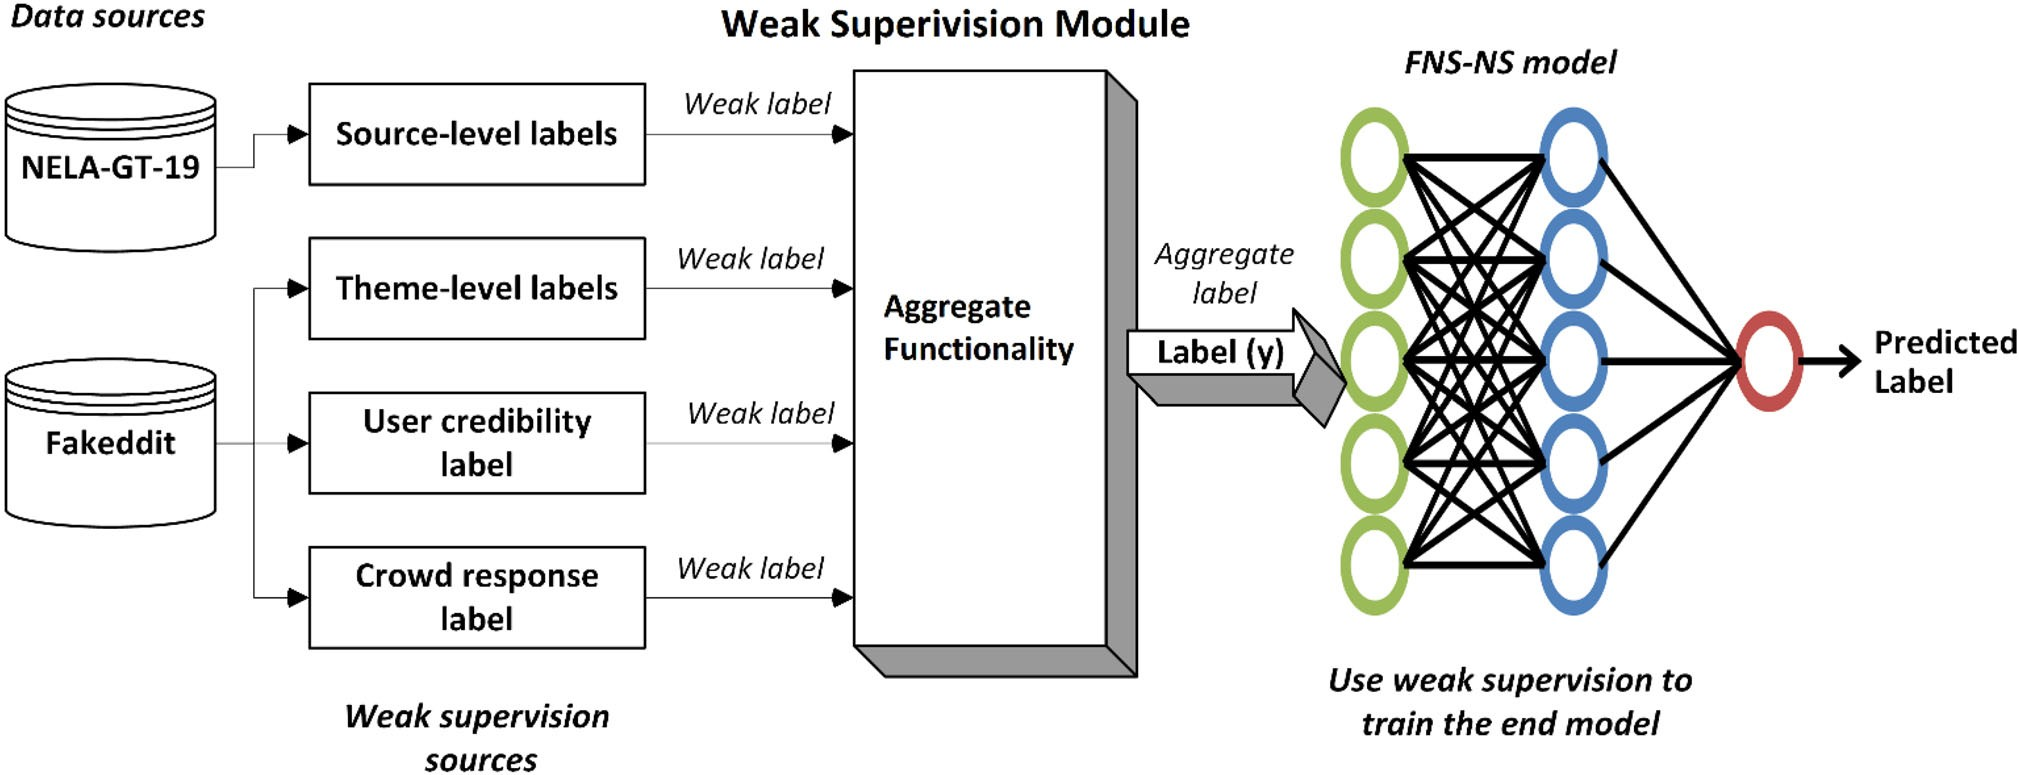 Data sources
Weak Superivision Module
FNS-NS model
NELA-GT-19
Source-level labels
Weak label
Theme-level labels
Weak label
Aggregate
label
Aggregate
Functionality
Label (y)
Predicted
Label
Fakeddit
User credibility
label
Weak label
Crowd response
label
Weak label
Weak supervision
sources
Use weak supervision to
train the end model